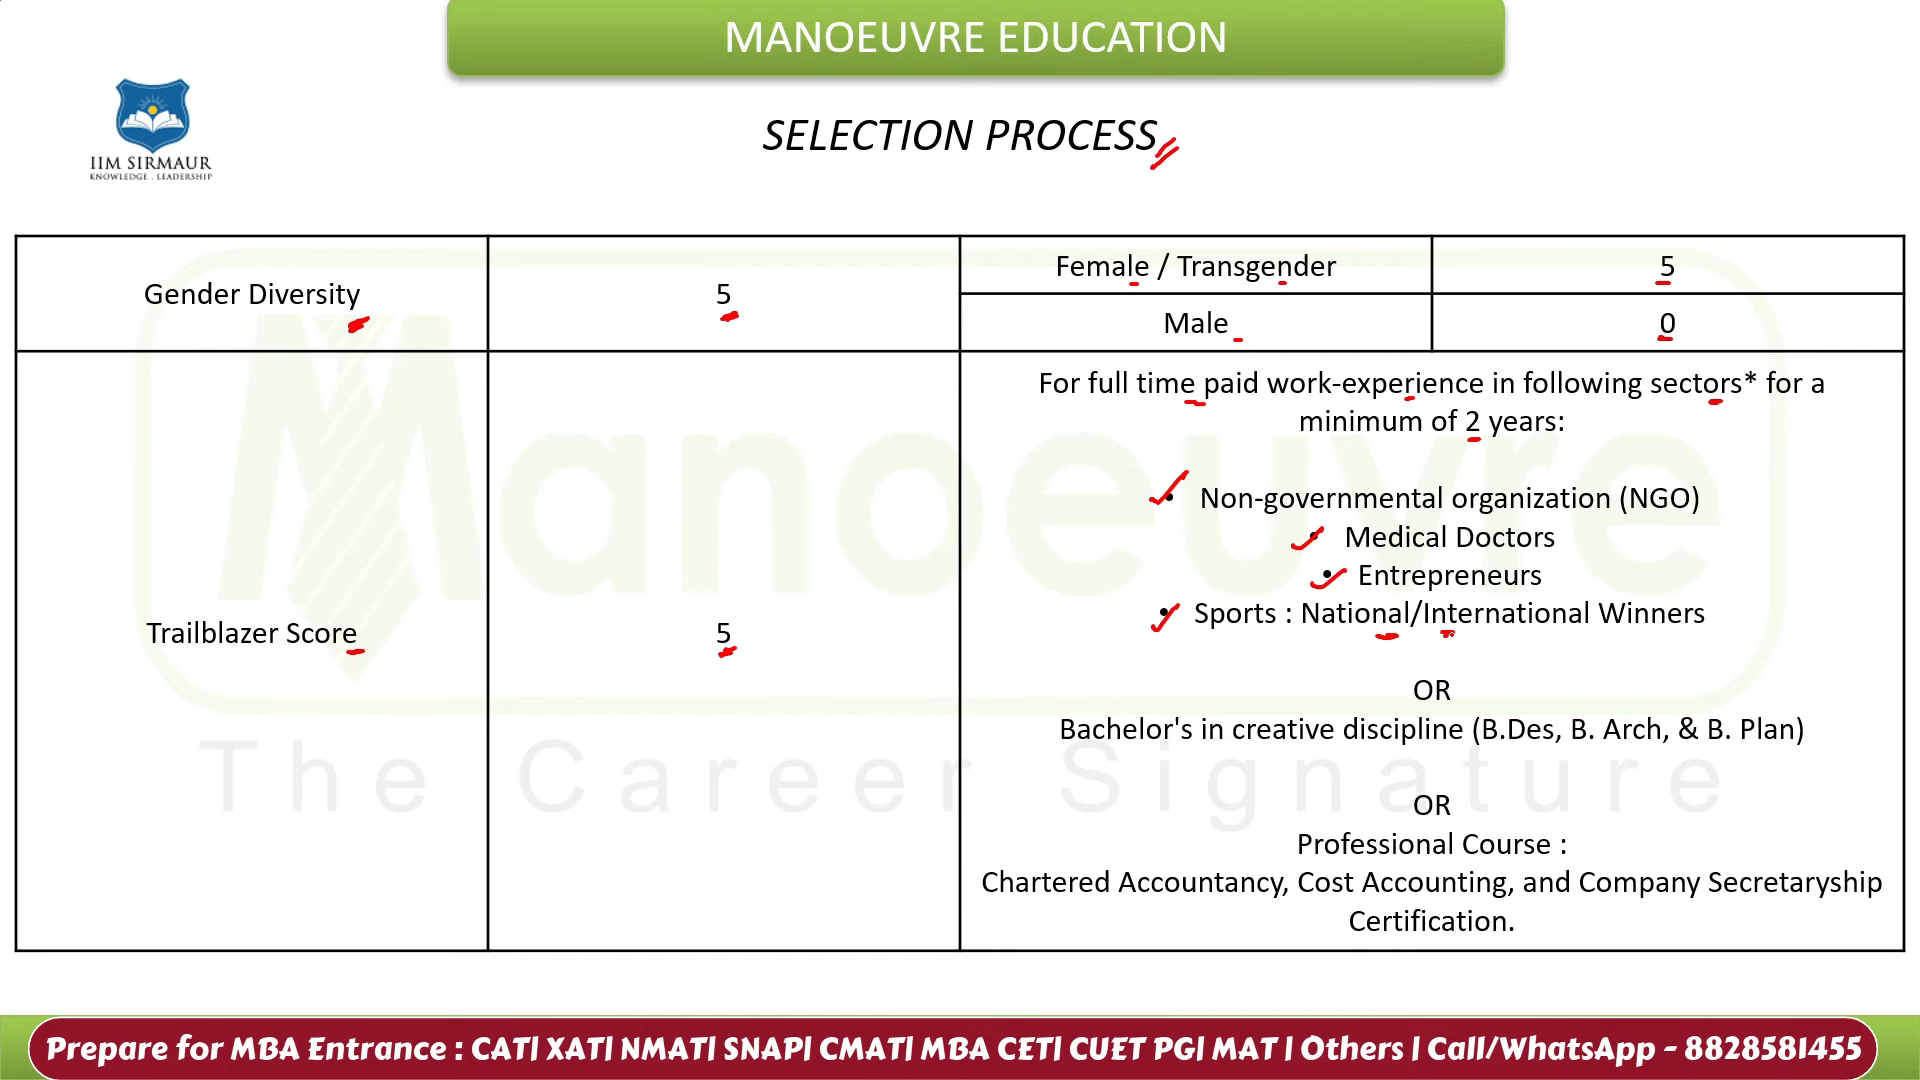 MANOEUVRE EDUCATION
IIM SIRMAUR
KNOWLEDGE . LEADERSHIP
SELECTION PROCESS
Gender Diversity
5
Female / Transgender
5
Male
0
Trailblazer Score
5
For full time paid work-experience in following sectors* for a
minimum of 2 years:
• Non-governmental organization (NGO)
• Medical Doctors
• Entrepreneurs
• Sports : National/International Winners
OR
Bachelor's in creative discipline (B.Des, B. Arch, & B. Plan)
OR
Professional Course :
Chartered Accountancy, Cost Accounting, and Company Secretaryship
Certification.
Manoeuvre
The Career Signature
Prepare for MBA Entrance : CAT| XAT| NMAT| SNAP| CMAT| MBA CET| CUET PG| MAT | Others | Call/WhatsApp - 8828581455